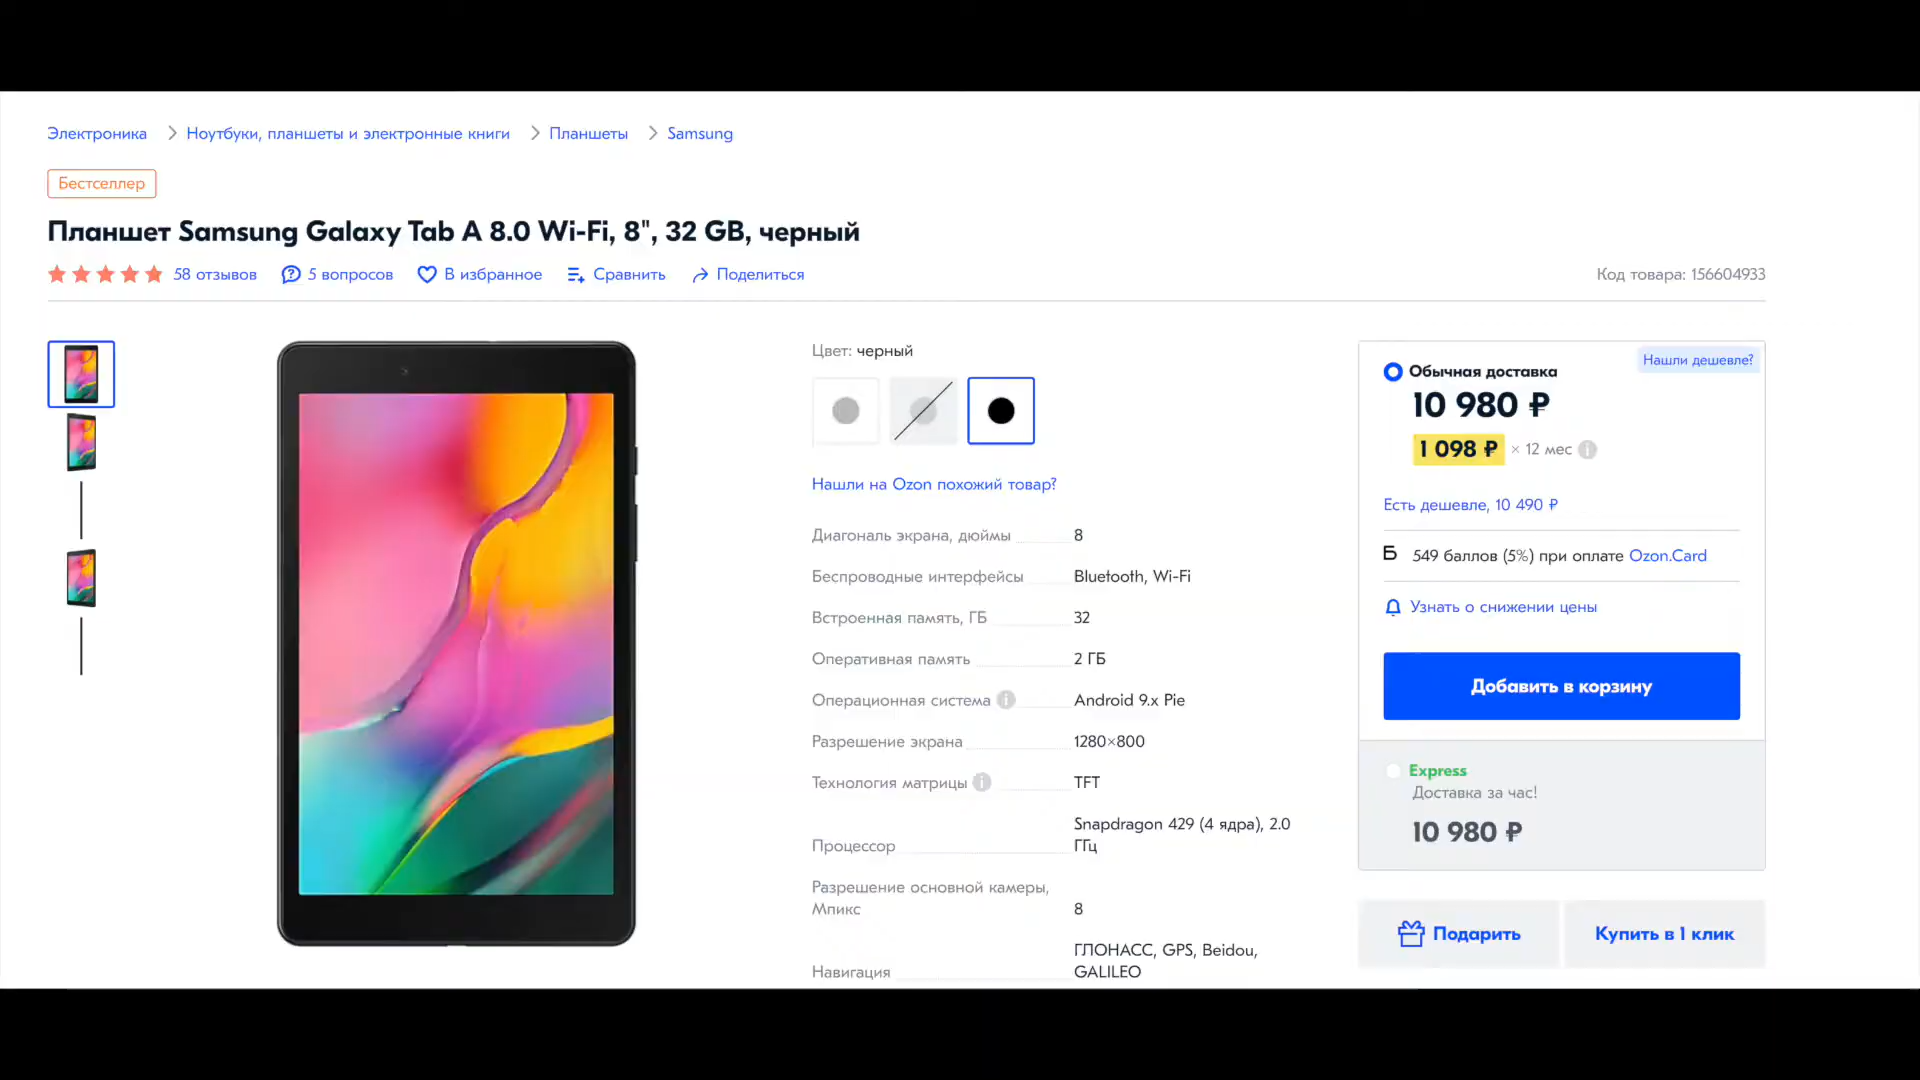 Электроника > Ноутбуки, планшеты и электронные книги > Планшеты > Samsung
Бестселлер
Планшет Samsung Galaxy Tab A 8.0 Wi-Fi, 8", 32 GB, черный
58 отзывов 5 вопросов В избранное Сравнить Поделиться Код товара: 156604933
Цвет: черный
Нашли на Ozon похожий товар?
Диагональ экрана, дюймы 8
Беспроводные интерфейсы Bluetooth, Wi-Fi
Встроенная память, ГБ 32
Оперативная память 2 ГБ
Операционная система Android 9.x Pie
Разрешение экрана 1280×800
Технология матрицы TFT
Процессор Snapdragon 429 (4 ядра), 2.0
ГГц
Разрешение основной камеры,
Мпикс 8
Навигация ГЛОНАСС, GPS, Beidou,
GALILEO
Нашли дешевле?
Обычная доставка
10 980 ₽
1 098 ₽ × 12 мес
Есть дешевле, 10 490 ₽
Б 549 баллов (5%) при оплате Ozon.Card
Узнать о снижении цены
Добавить в корзину
Express
Доставка за час!
10 980 ₽
Подарить Купить в 1 клик